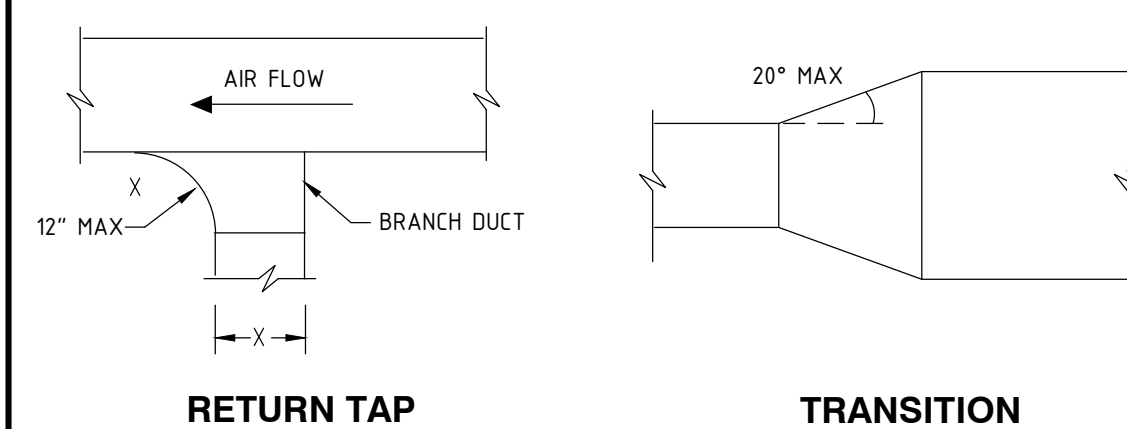 AIR FLOW
X
12" MAX
BRANCH DUCT
X
RETURN TAP
20° MAX
TRANSITION